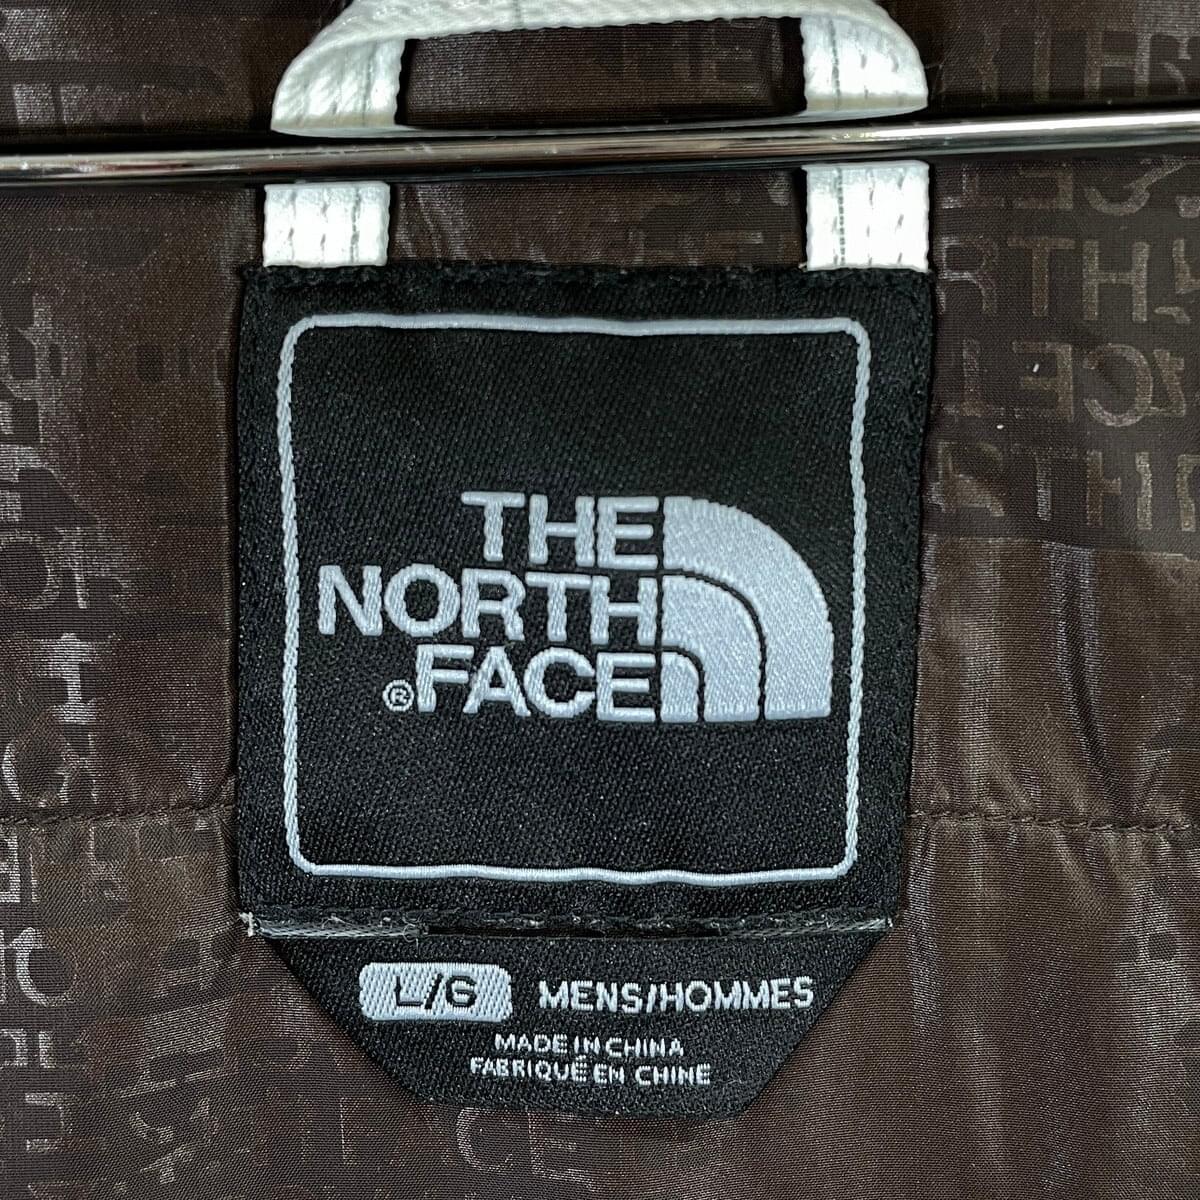 THE
NORTH
®FACE
L/G MENS/HOMMES
MADE IN CHINA
FABRIQUÉ EN CHINE